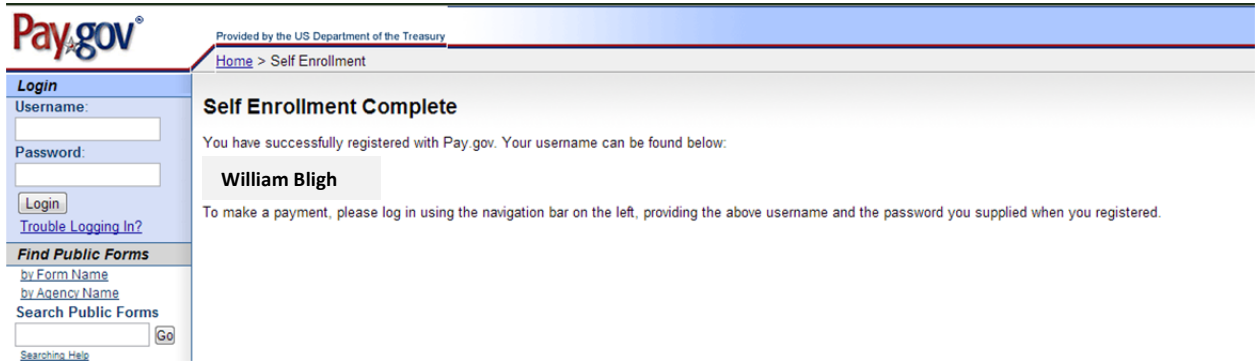 Pay.gov®
Provided by the US Department of the Treasury
Home > Self Enrollment
Login
Username:
Password:
Login
Trouble Logging In?
Find Public Forms
by Form Name
by Agency Name
Search Public Forms
Go
Searching Help
Self Enrollment Complete
You have successfully registered with Pay.gov. Your username can be found below:
William Bligh
To make a payment, please log in using the navigation bar on the left, providing the above username and the password you supplied when you registered.